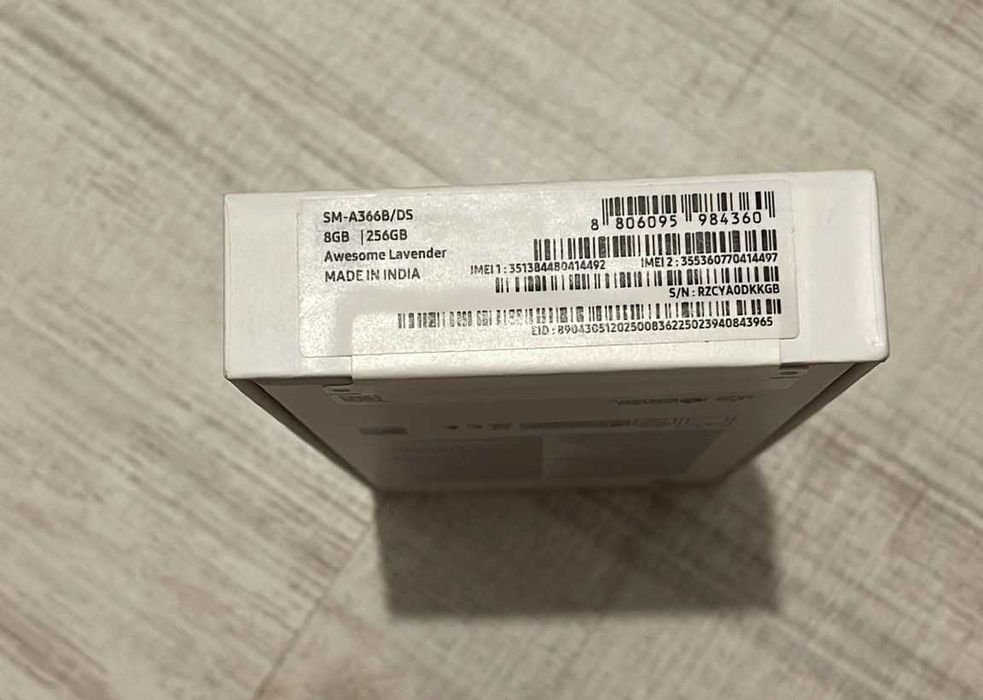 SM-A366B/DS
8GB | 256GB
Awesome Lavender
MADE IN INDIA
8 806095 984360
IMEI 1 : 351384480414492
IMEI 2 : 355360770414497
S/N : RZCYA0DKKGB
EID : 89043051202500836225023940843965